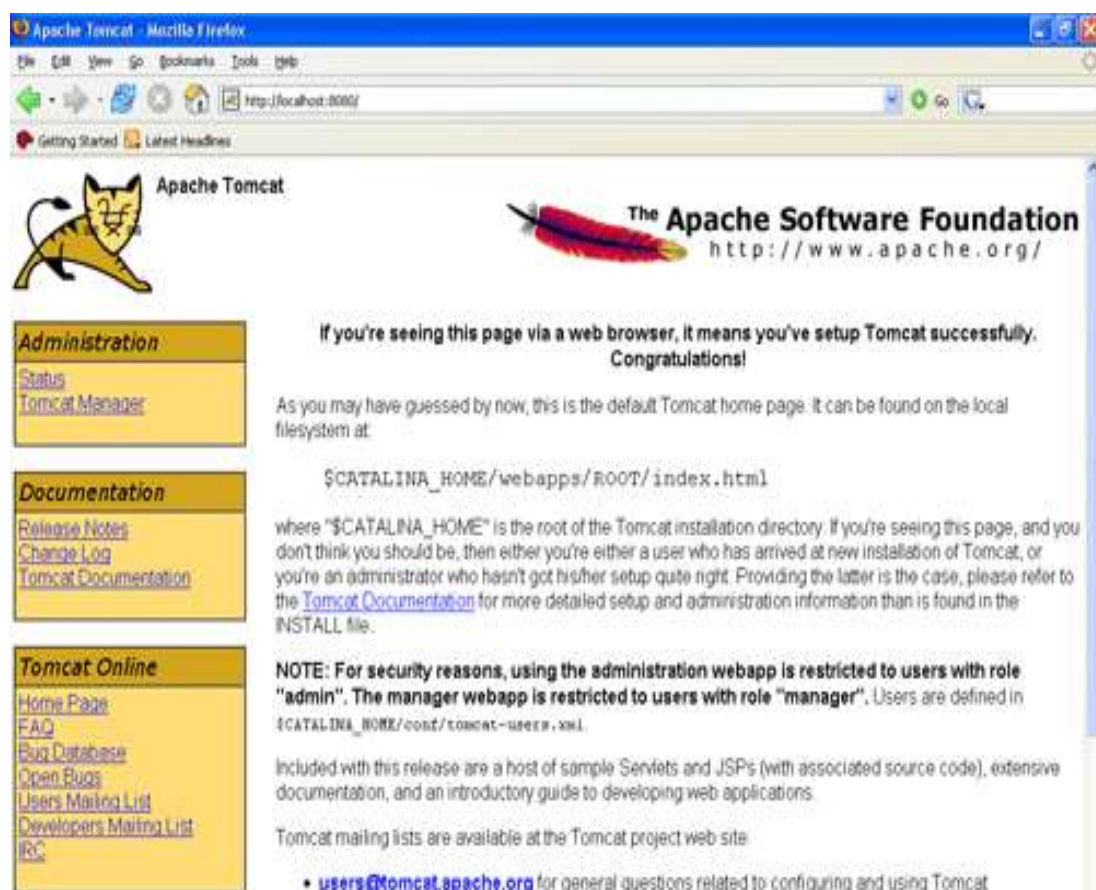 Apache Tomcat - Mozilla Firefox
File Edit View Go Bookmarks Tools Help
http://localhost:8080/
Go
Getting Started Latest Headlines
Apache Tomcat
The Apache Software Foundation
http://www.apache.org/
Administration
Status
Tomcat Manager
Documentation
Release Notes
Change Log
Tomcat Documentation
Tomcat Online
Home Page
FAQ
Bug Database
Open Bugs
Users Mailing List
Developers Mailing List
IRC
If you're seeing this page via a web browser, it means you've setup Tomcat successfully.
Congratulations!
As you may have guessed by now, this is the default Tomcat home page. It can be found on the local
filesystem at:
$CATALINA_HOME/webapps/ROOT/index.html
where "$CATALINA_HOME" is the root of the Tomcat installation directory. If you're seeing this page, and you
don't think you should be, then either you're either a user who has arrived at new installation of Tomcat, or
you're an administrator who hasn't got his/her setup quite right. Providing the latter is the case, please refer to
the Tomcat Documentation for more detailed setup and administration information than is found in the
INSTALL file.
NOTE: For security reasons, using the administration webapp is restricted to users with role
"admin". The manager webapp is restricted to users with role "manager". Users are defined in
$CATALINA_HOME/conf/tomcat-users.xml.
Included with this release are a host of sample Servlets and JSPs (with associated source code), extensive
documentation, and an introductory guide to developing web applications.
Tomcat mailing lists are available at the Tomcat project web site:
• users@tomcat.apache.org for general questions related to configuring and using Tomcat